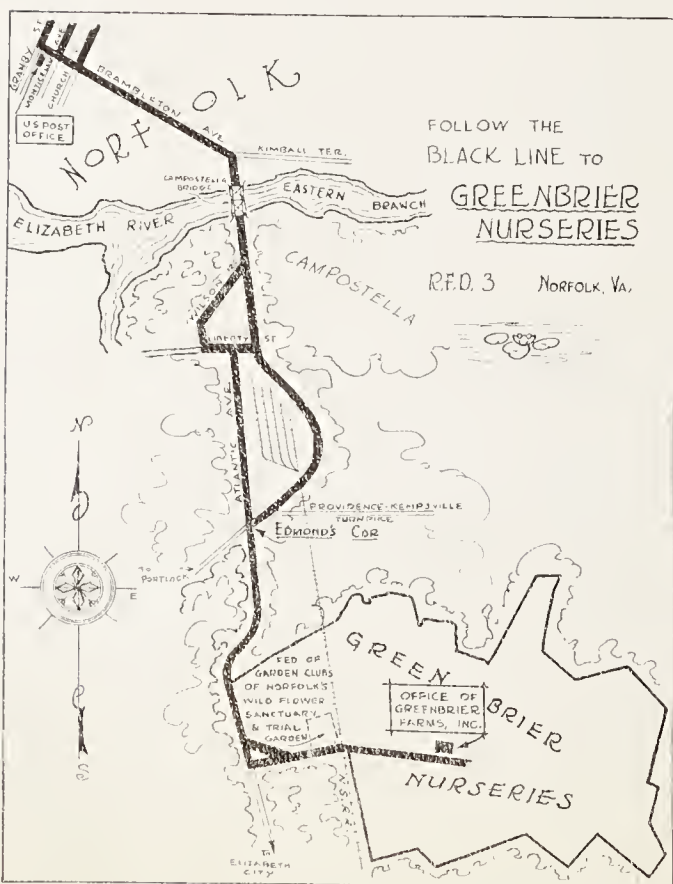 GRANBY ST.
MONTICELLO AVE
CHURCH
U S POST
OFFICE
BRAMBLETON AVE
NORFOLK
KIMBALL TER.
CAMPOSTELLA
BRIDGE
ELIZABETH RIVER
EASTERN BRANCH
FOLLOW THE
BLACK LINE TO
GREENBRIER
NURSERIES
R.F.D. 3 NORFOLK, VA.
CAMPOSTELLA
WILSON
LIBERTY ST
ATLANTIC AVE
PROVIDENCE-KEMPSVILLE
TURNPIKE
EDMOND'S COR
TO
PORTLOCK
N
W
E
S
FED OF
GARDEN CLUBS
OF NORFOLK'S
WILD FLOWER
SANCTUARY
& TRIAL
GARDEN
GREENBRIER
NURSERIES
OFFICE OF
GREENBRIER
FARMS, INC.
N.S.R.R.
TO
ELIZABETH
CITY